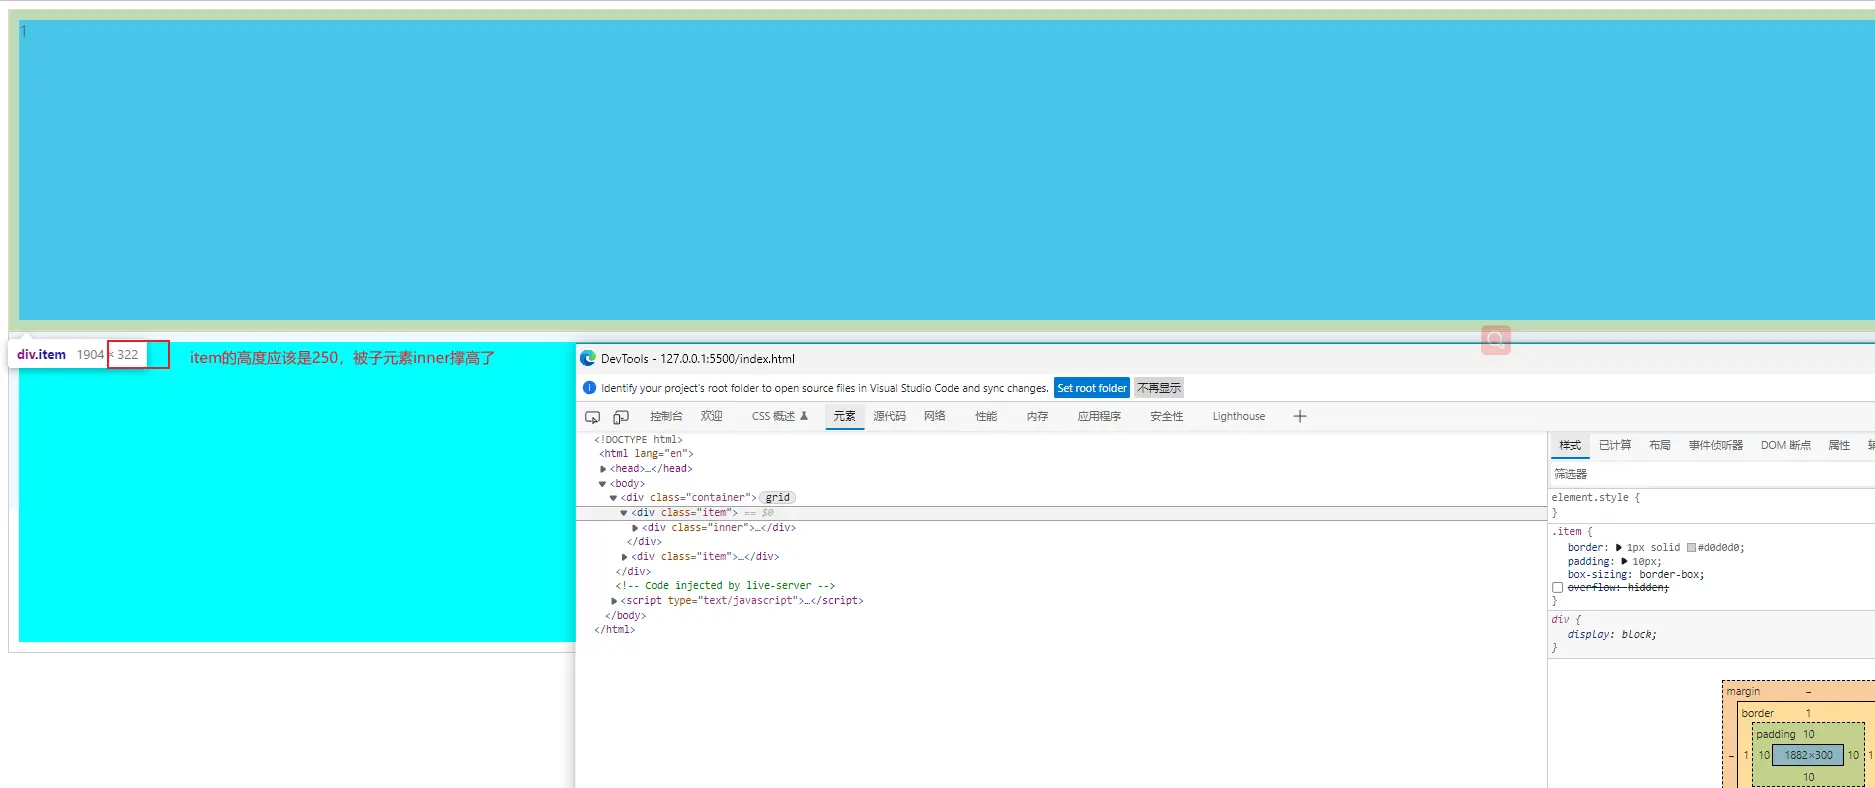 1
div.item 1904 × 322
item的高度应该是250，被子元素inner撑高了
DevTools - 127.0.0.1:5500/index.html
Identify your project's root folder to open source files in Visual Studio Code and sync changes. Set root folder 不再显示
控制台 欢迎 CSS 概述 元素 源代码 网络 性能 内存 应用程序 安全性 Lighthouse
<!DOCTYPE html>
<html lang="en">
<head>…</head>
<body>
<div class="container"> grid
<div class="item"> == $0
<div class="inner">…</div>
</div>
<div class="item">…</div>
</div>
<!-- Code injected by live-server -->
<script type="text/javascript">…</script>
</body>
</html>
样式 已计算 布局 事件侦听器 DOM 断点 属性
筛选器
element.style {
}
.item {
border: 1px solid #d0d0d0;
padding: 10px;
box-sizing: border-box;
overflow: hidden;
}
div {
display: block;
}
margin –
border 1
padding 10
– 1 10 1882×300 10 1
10